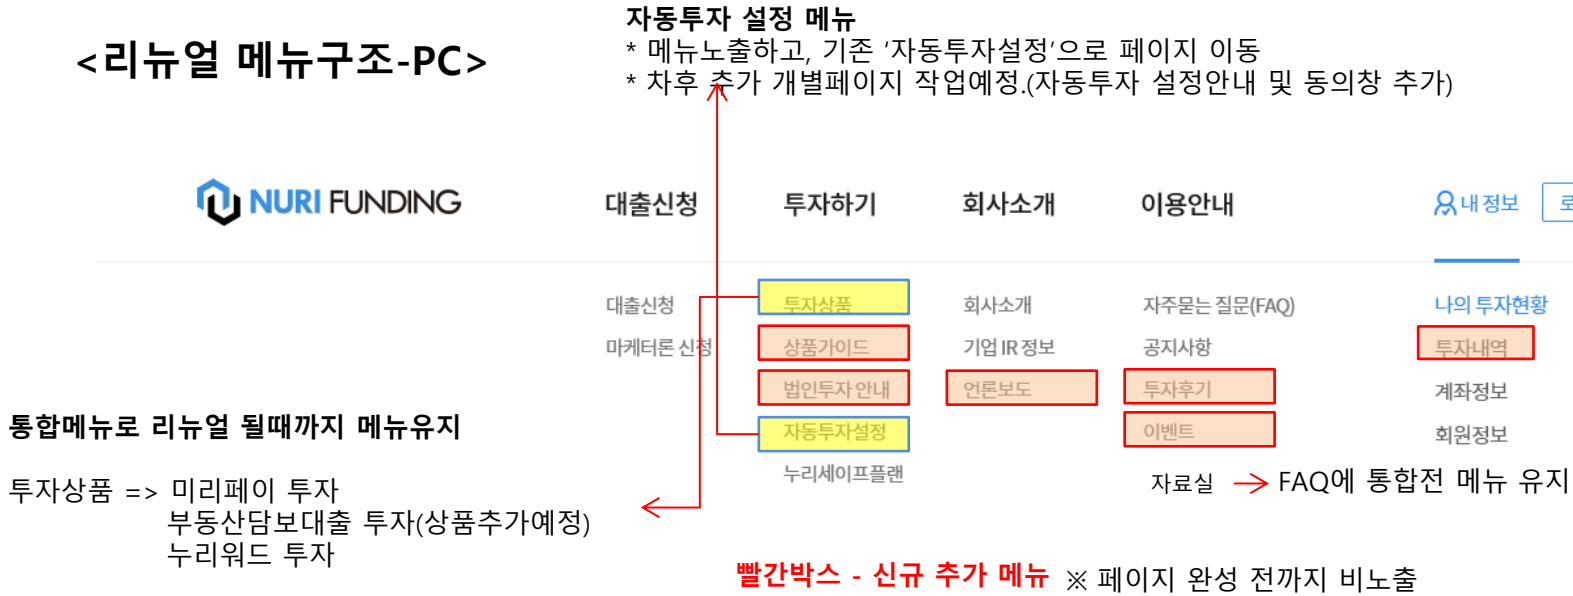 자동투자 설정 메뉴
<리뉴얼 메뉴구조-PC>
* 메뉴노출하고, 기존 ‘자동투자설정’으로 페이지 이동
* 차후 추가 개별페이지 작업예정.(자동투자 설정안내 및 동의창 추가)
NURI FUNDING
대출신청 투자하기 회사소개 이용안내 내 정보
대출신청 투자상품 회사소개 자주묻는 질문(FAQ) 나의 투자현황
마케터론 신청 상품가이드 기업 IR 정보 공지사항 투자내역
법인투자 안내 언론보도 투자후기 계좌정보
통합메뉴로 리뉴얼 될때까지 메뉴유지
자동투자설정 이벤트 회원정보
누리세이프플랜
자료실 FAQ에 통합전 메뉴 유지
투자상품 => 미리페이 투자
부동산담보대출 투자(상품추가예정)
누리워드 투자
빨간박스 - 신규 추가 메뉴 ※ 페이지 완성 전까지 비노출